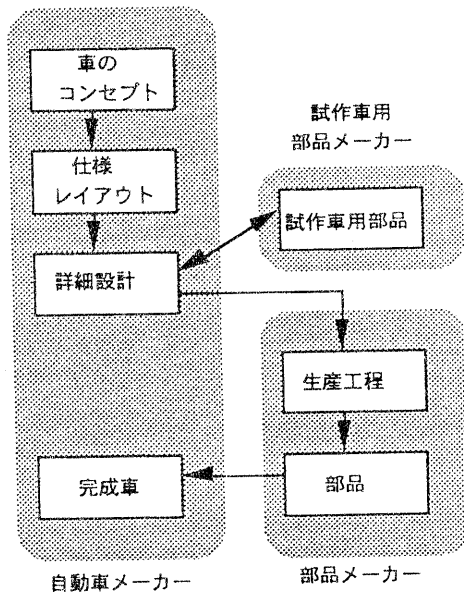 車の
コンセプト
仕様
レイアウト
詳細設計
完成車
自動車メーカー
試作車用
部品メーカー
試作車用部品
生産工程
部品
部品メーカー